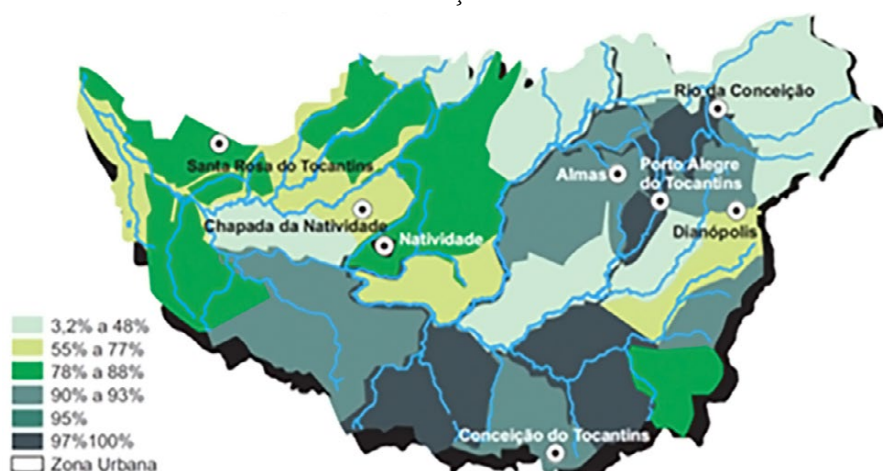 Rio da Conceição
Santa Rosa do Tocantins
Almas
Porto Alegre
do Tocantins
Chapada da Natividade
Natividade
Dianópolis
3,2% a 48%
55% a 77%
78% a 88%
90% a 93%
95%
97%100%
Zona Urbana
Conceição do Tocantins